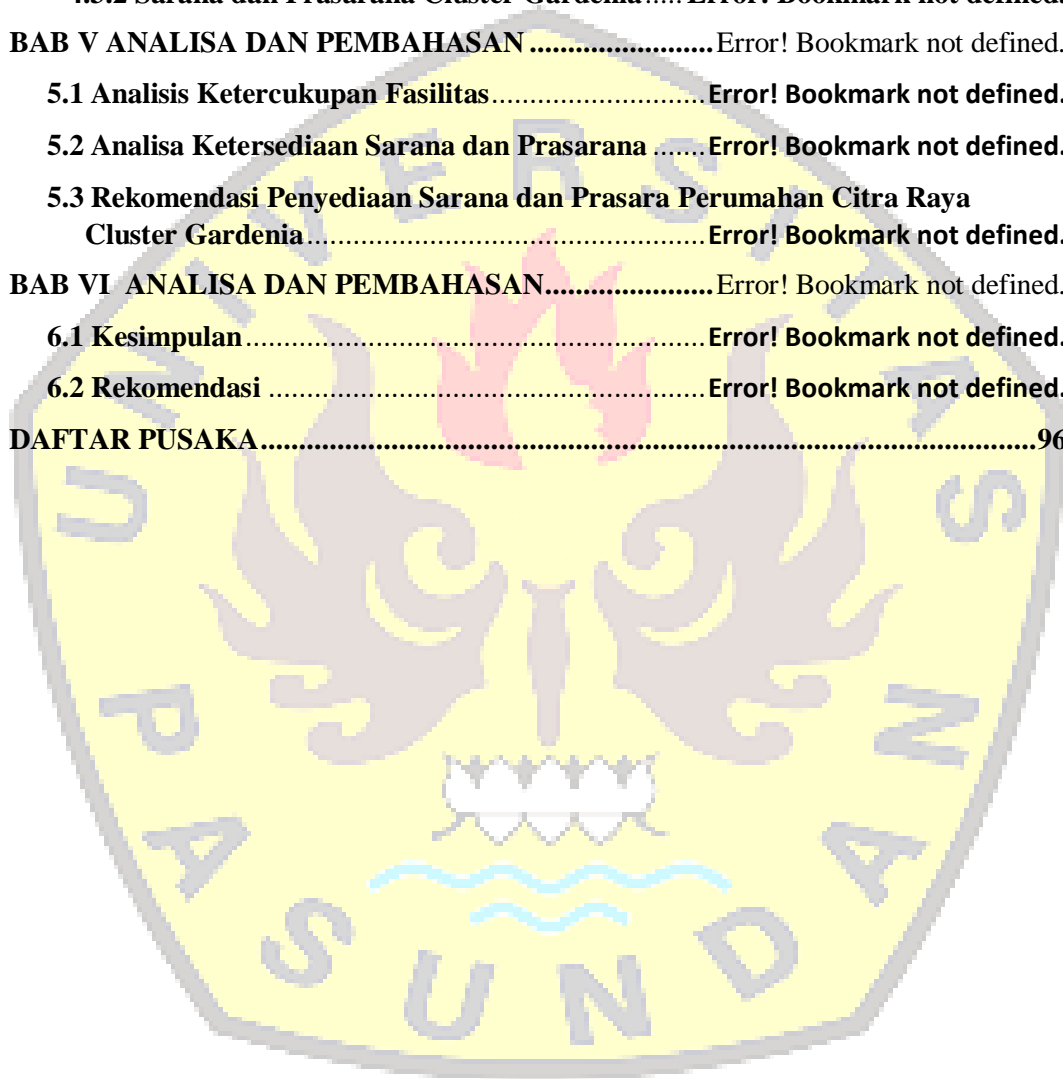 4.3.2 Sarana dan Prasarana Cluster Gardenia.....Error! Bookmark not defined.
BAB V ANALISA DAN PEMBAHASAN ........................Error! Bookmark not defined.
5.1 Analisis Ketercukupan Fasilitas............................Error! Bookmark not defined.
5.2 Analisa Ketersediaan Sarana dan Prasarana .......Error! Bookmark not defined.
5.3 Rekomendasi Penyediaan Sarana dan Prasara Perumahan Citra Raya
Cluster Gardenia....................................................Error! Bookmark not defined.
BAB VI ANALISA DAN PEMBAHASAN......................Error! Bookmark not defined.
6.1 Kesimpulan............................................................Error! Bookmark not defined.
6.2 Rekomendasi .........................................................Error! Bookmark not defined.
DAFTAR PUSAKA.....................................................................................................96
UNIVERSITAS
PASUNDAN